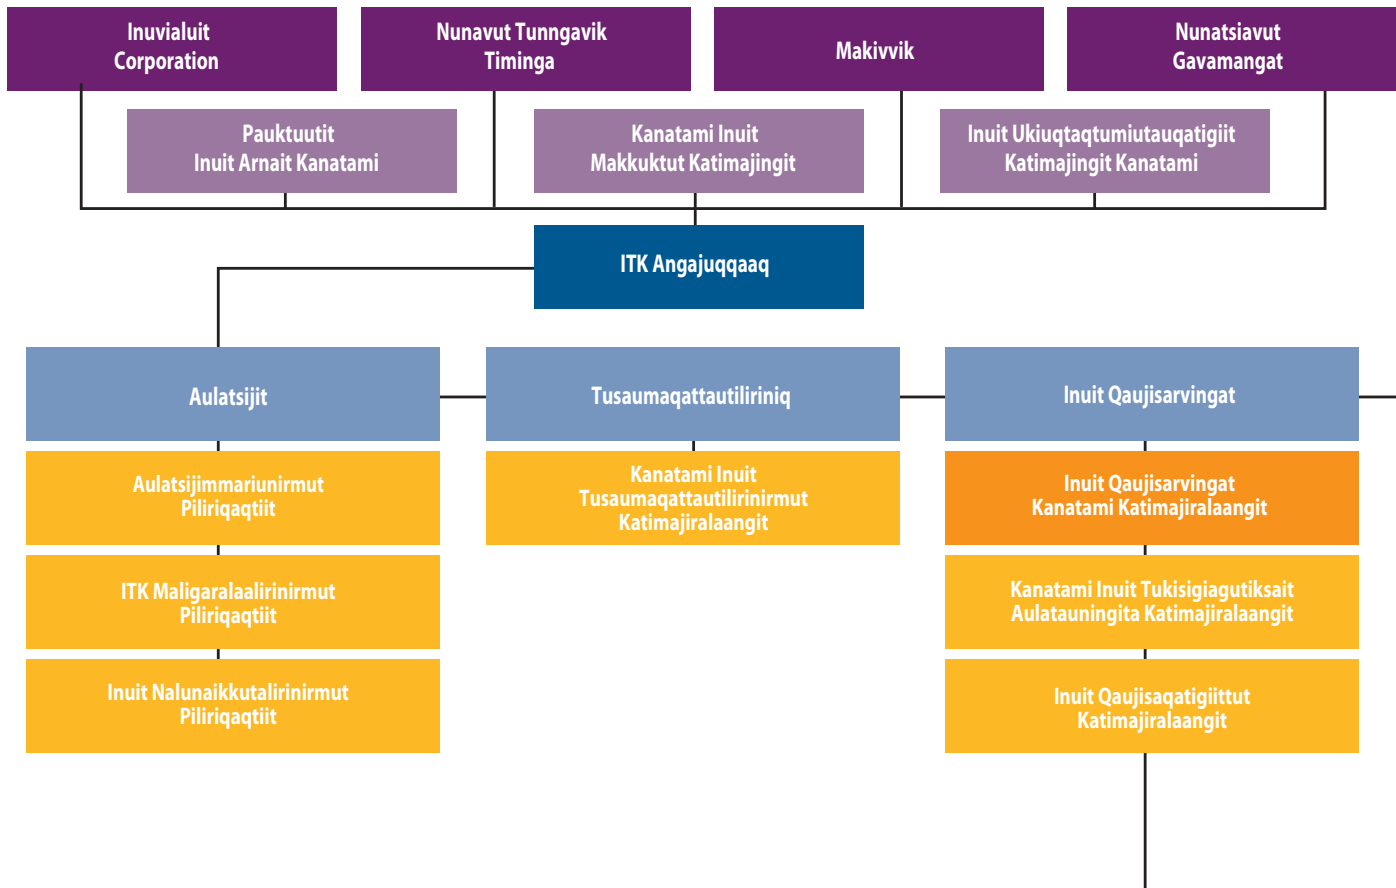 Inuvialuit
Corporation
Nunavut Tunngavik
Timinga
Makivvik
Nunatsiavut
Gavamangat
Pauktuutit
Inuit Arnait Kanatami
Kanatami Inuit
Makkuktut Katimajingit
Inuit Ukiuqtaqtumiutauqatigiit
Katimajingit Kanatami
ITK Angajuqqaaq
Aulatsijit
Tusaumaqattautiliriniq
Inuit Qaujisarvingat
Aulatsijimmariunirmut
Piliriqaqtiit
ITK Maligaralaalirinirmut
Piliriqaqtiit
Inuit Nalunaikkutalirinirmut
Piliriqaqtiit
Kanatami Inuit
Tusaumaqattautilirinirmut
Katimajiralaangit
Inuit Qaujisarvingat
Kanatami Katimajiralaangit
Kanatami Inuit Tukisigiagutiksait
Aulatauningita Katimajiralaangit
Inuit Qaujisaqatigiittut
Katimajiralaangit